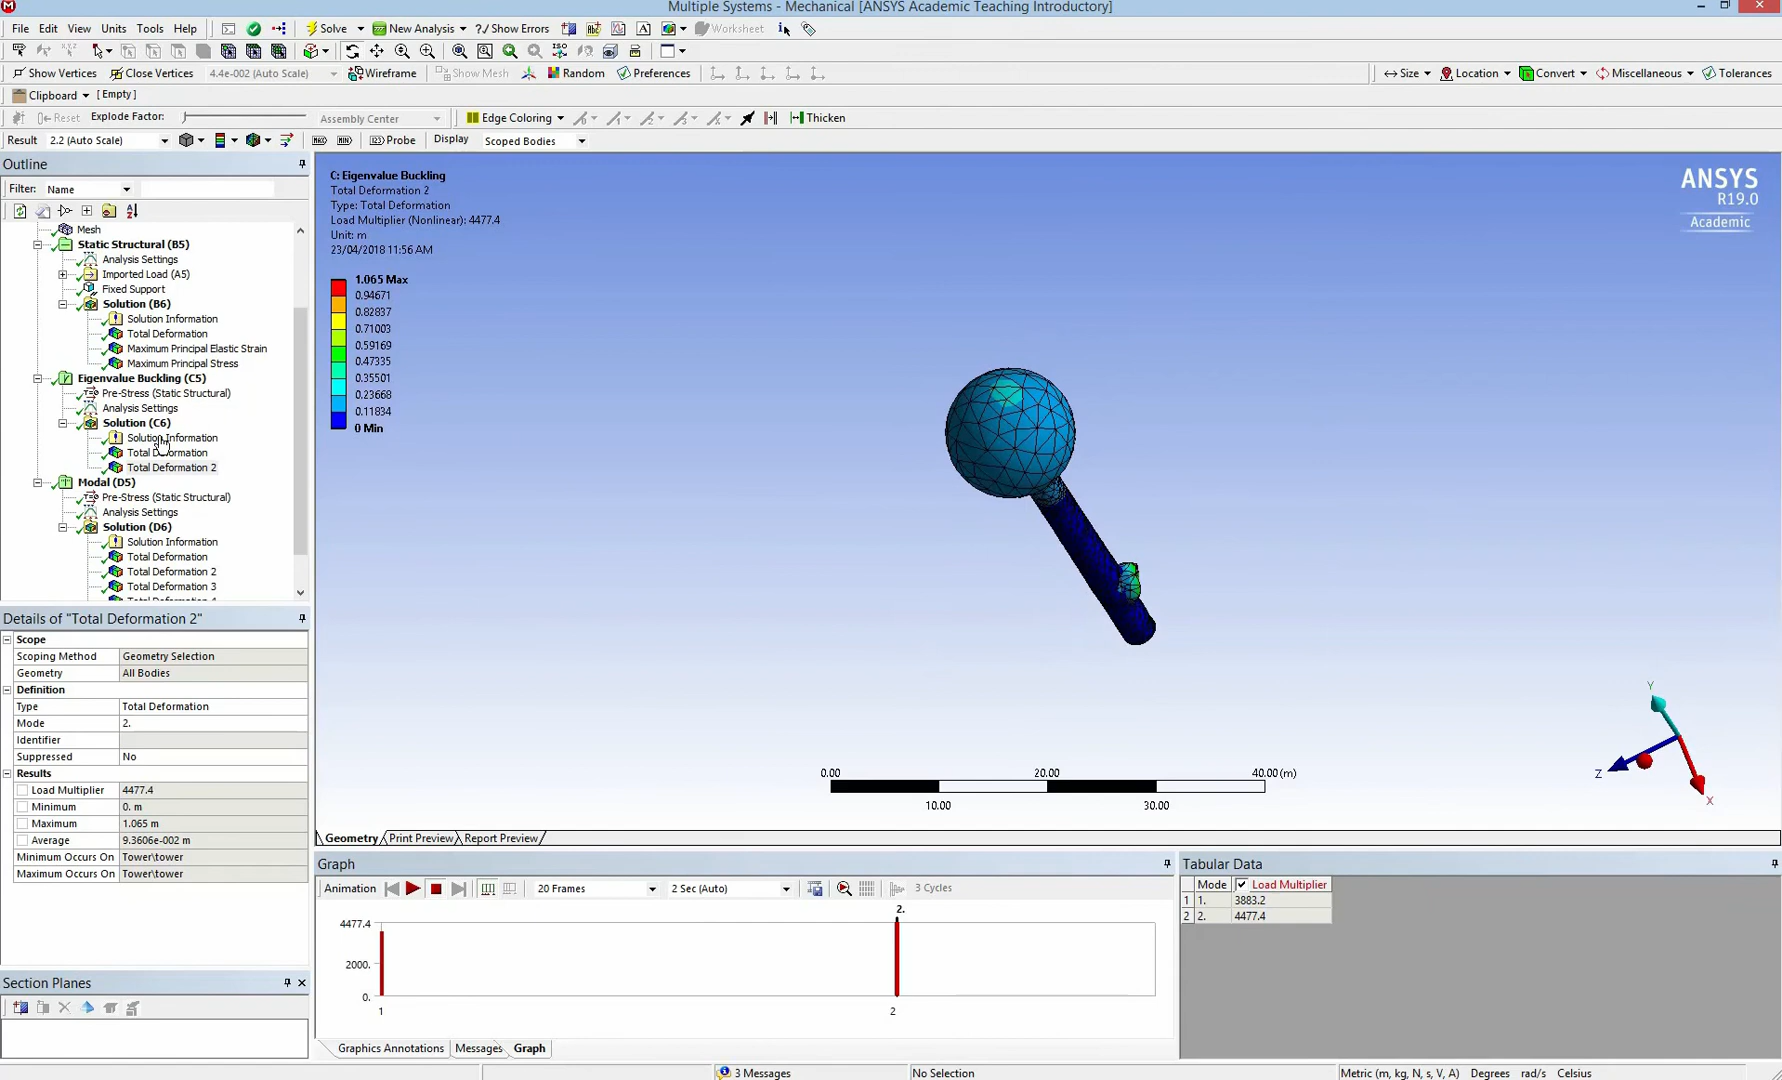 Multiple Systems - Mechanical [ANSYS Academic Teaching Introductory]
File Edit View Units Tools Help Solve New Analysis Show Errors Worksheet
Show Vertices Close Vertices 4.4e-002 (Auto Scale) Wireframe Show Mesh Random Preferences Size Location Convert Miscellaneous Tolerances
Clipboard [Empty]
Reset Explode Factor: Assembly Center Edge Coloring Thicken
Result 2.2 (Auto Scale) Probe Display Scoped Bodies
Outline
Filter: Name
Mesh
Static Structural (B5)
Analysis Settings
Imported Load (A5)
Fixed Support
Solution (B6)
Solution Information
Total Deformation
Maximum Principal Elastic Strain
Maximum Principal Stress
Eigenvalue Buckling (C5)
Pre-Stress (Static Structural)
Analysis Settings
Solution (C6)
Solution Information
Total Deformation
Total Deformation 2
Modal (D5)
Pre-Stress (Static Structural)
Analysis Settings
Solution (D6)
Solution Information
Total Deformation
Total Deformation 2
Total Deformation 3
C: Eigenvalue Buckling
Total Deformation 2
Type: Total Deformation
Load Multiplier (Nonlinear): 4477.4
Unit: m
23/04/2018 11:56 AM
1.065 Max
0.94671
0.82837
0.71003
0.59169
0.47335
0.35501
0.23668
0.11834
0 Min
ANSYS
R19.0
Academic
Y
Z
X
0.00 20.00 40.00 (m)
10.00 30.00
Details of "Total Deformation 2"
Scope
Scoping Method Geometry Selection
Geometry All Bodies
Definition
Type Total Deformation
Mode 2.
Identifier
Suppressed No
Results
Load Multiplier 4477.4
Minimum 0. m
Maximum 1.065 m
Average 9.3606e-002 m
Minimum Occurs On Tower\tower
Maximum Occurs On Tower\tower
Section Planes
Geometry Print Preview Report Preview
Graph
Animation 20 Frames 2 Sec (Auto) 3 Cycles
2.
4477.4
2000.
0.
1 2
Graphics Annotations Messages Graph
Tabular Data
Mode Load Multiplier
1 1. 3883.2
2 2. 4477.4
3 Messages No Selection Metric (m, kg, N, s, V, A) Degrees rad/s Celsius